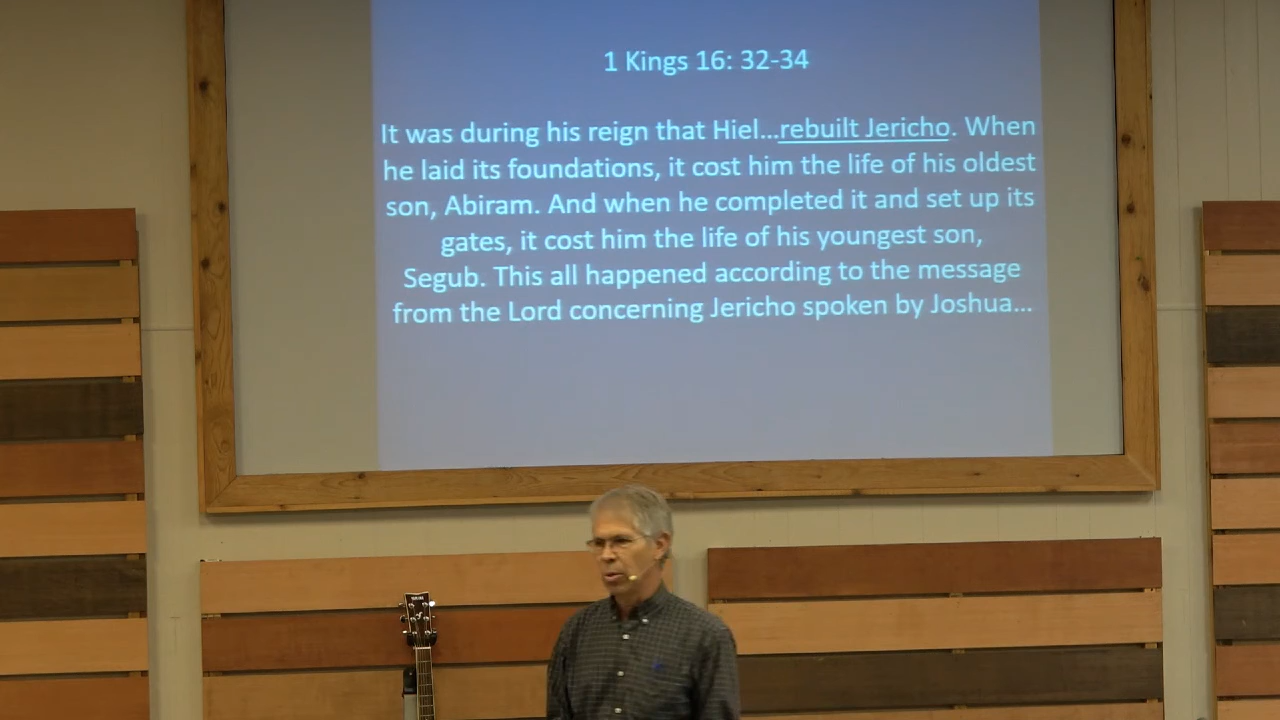 1 Kings 16: 32-34
It was during his reign that Hiel...rebuilt Jericho. When
he laid its foundations, it cost him the life of his oldest
son, Abiram. And when he completed it and set up its
gates, it cost him the life of his youngest son,
Segub. This all happened according to the message
from the Lord concerning Jericho spoken by Joshua...
YAMAHA